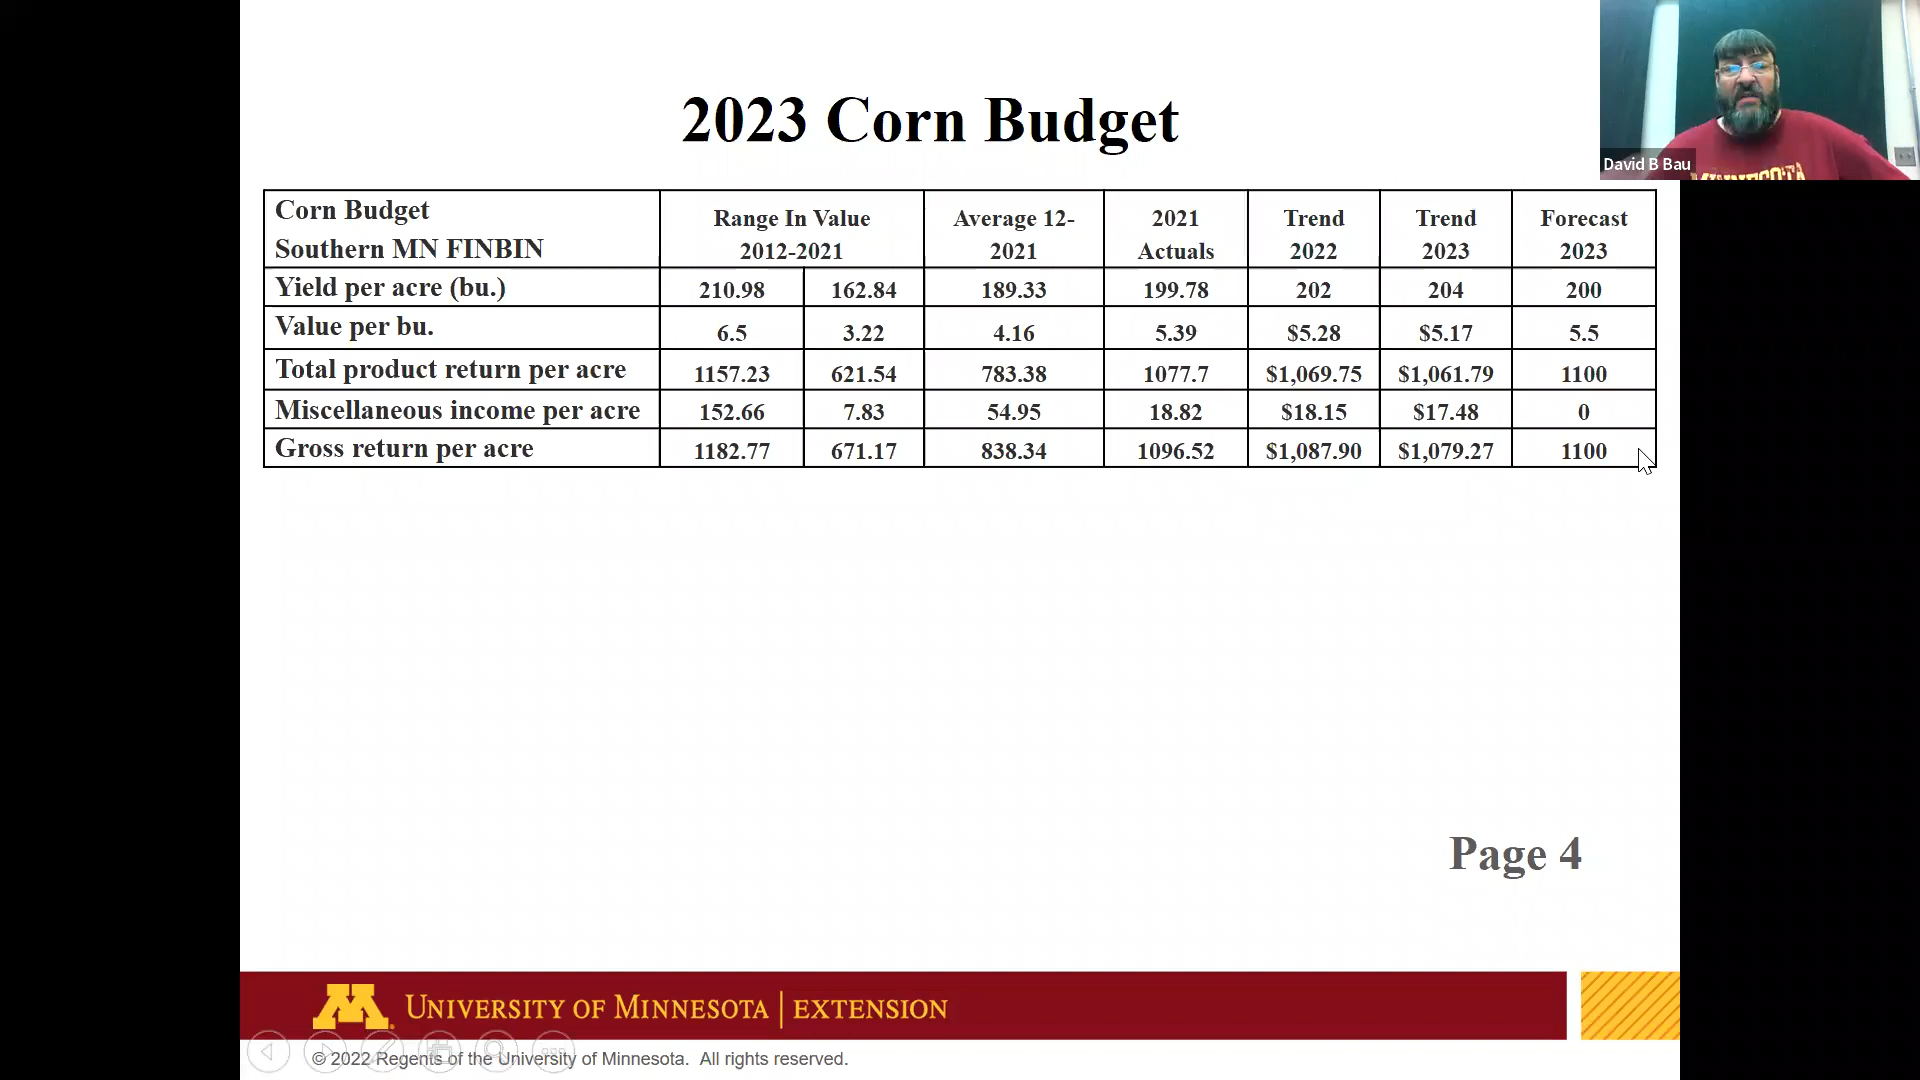 2023 Corn Budget
David B Bau
MINNESOTA
Corn Budget
Southern MN FINBIN
Range In Value
2012-2021
Average 12-
2021
2021
Actuals
Trend
2022
Trend
2023
Forecast
2023
Yield per acre (bu.) 210.98 162.84 189.33 199.78 202 204 200
Value per bu. 6.5 3.22 4.16 5.39 $5.28 $5.17 5.5
Total product return per acre 1157.23 621.54 783.38 1077.7 $1,069.75 $1,061.79 1100
Miscellaneous income per acre 152.66 7.83 54.95 18.82 $18.15 $17.48 0
Gross return per acre 1182.77 671.17 838.34 1096.52 $1,087.90 $1,079.27 1100
Page 4
M UNIVERSITY OF MINNESOTA | EXTENSION
© 2022 Regents of the University of Minnesota. All rights reserved.